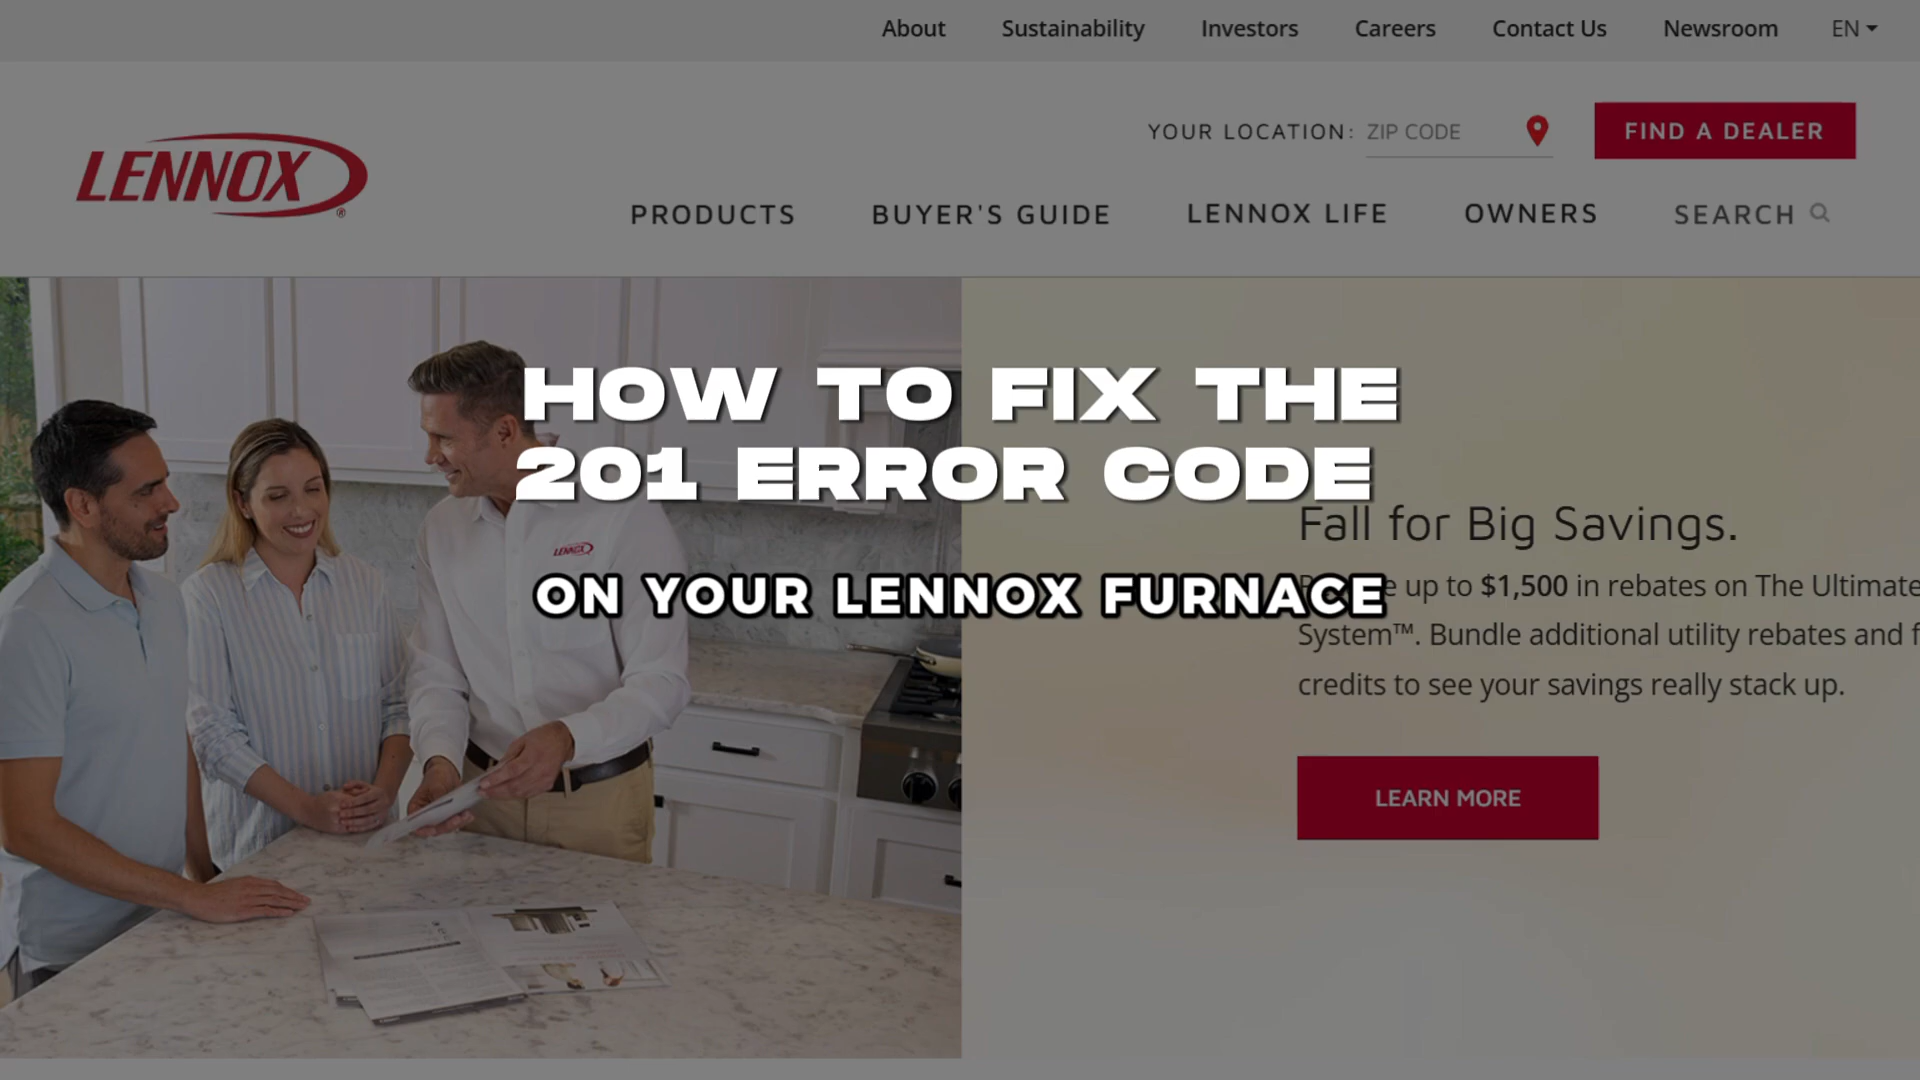 About Sustainability Investors Careers Contact Us Newsroom EN
YOUR LOCATION: ZIP CODE FIND A DEALER
LENNOX
PRODUCTS BUYER'S GUIDE LENNOX LIFE OWNERS SEARCH
HOW TO FIX THE
201 ERROR CODE
LENNOX
Fall for Big Savings.
ON YOUR LENNOX FURNACE
up to $1,500 in rebates on The Ultimate
System™. Bundle additional utility rebates and
credits to see your savings really stack up.
LEARN MORE